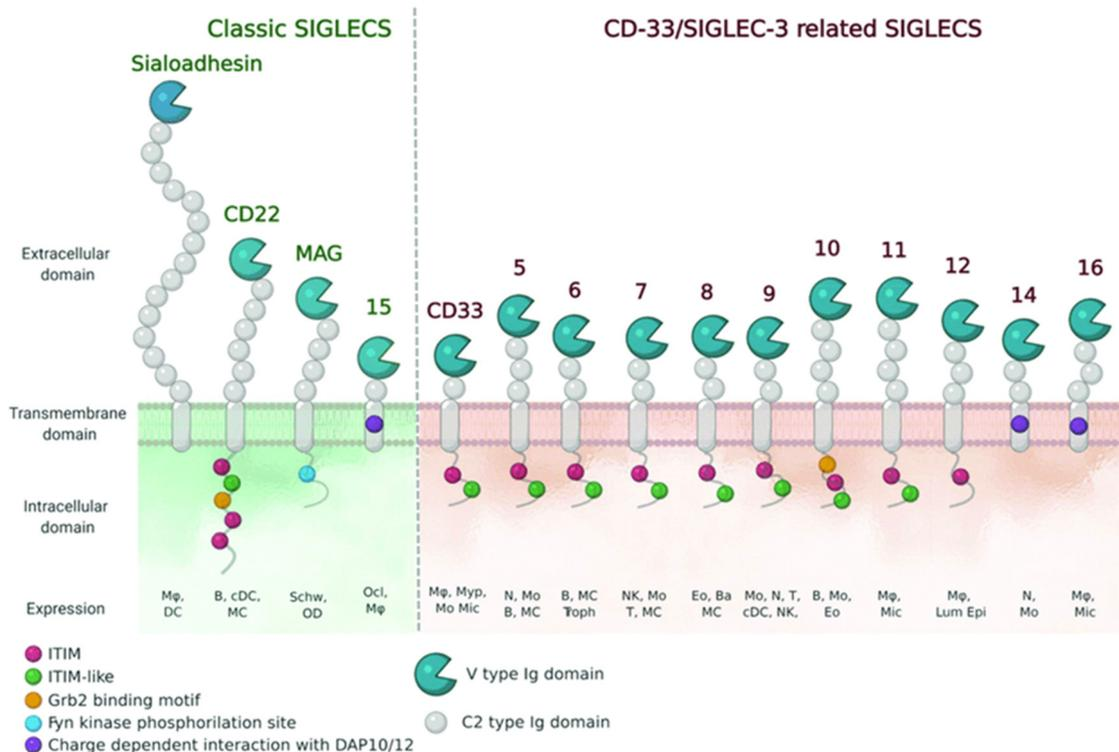 Classic SIGLECS
CD-33/SIGLEC-3 related SIGLECS
Sialoadhesin
CD22
MAG
15
CD33
5
6
7
8
9
10
11
12
14
16
Extracellular
domain
Transmembrane
domain
Intracellular
domain
Expression
Mφ,
DC
B, cDC,
MC
Schw,
OD
Ocl,
Mφ
Mφ, Myp,
Mo Mic
N, Mo
B, MC
B, MC
Troph
NK, Mo
T, MC
Eo, Ba
MC
Mo, N, T,
cDC, NK,
B, Mo,
Eo
Mφ,
Mic
Mφ,
Lum Epi
N,
Mo
Mφ,
Mic
ITIM
ITIM-like
Grb2 binding motif
Fyn kinase phosphorilation site
Charge dependent interaction with DAP10/12
V type Ig domain
C2 type Ig domain